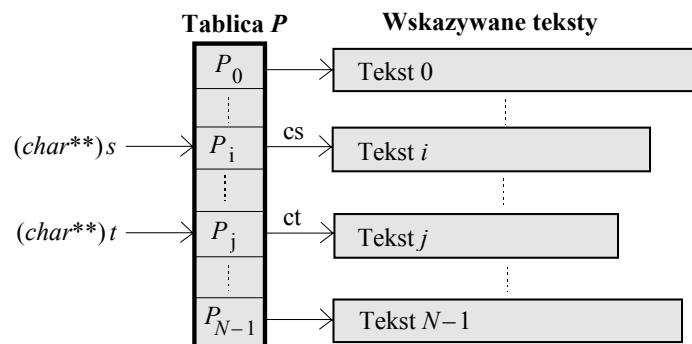 Tablica P Wskazywane teksty
P0 Tekst 0
(char**) s Pi cs Tekst i
(char**) t Pj ct Tekst j
PN−1 Tekst N−1